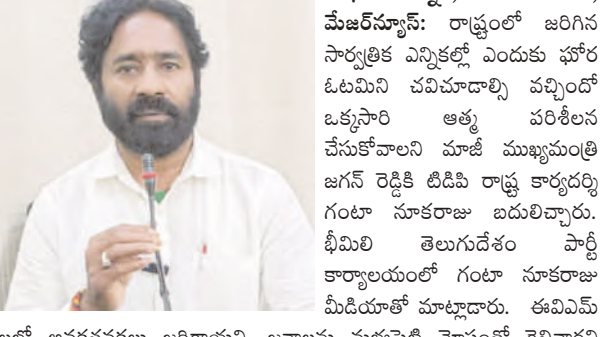 మేజర్‌న్యూస్: రాష్ట్రంలో జరిగిన
సార్వత్రిక ఎన్నికల్లో ఎందుకు ఘోర
ఓటమిని చవిచూడాల్సి వచ్చిందో
ఒక్కసారి ఆత్మ పరిశీలన
చేసుకోవాలని మాజీ ముఖ్యమంత్రి
జగన్ రెడ్డికి టిడిపి రాష్ట్ర కార్యదర్శి
గంటా నూకరాజు బదులిచ్చారు.
భీమిలి తెలుగుదేశం పార్టీ
కార్యాలయంలో గంటా నూకరాజు
మీడియాతో మాట్లాడారు. ఈవిఎమ్